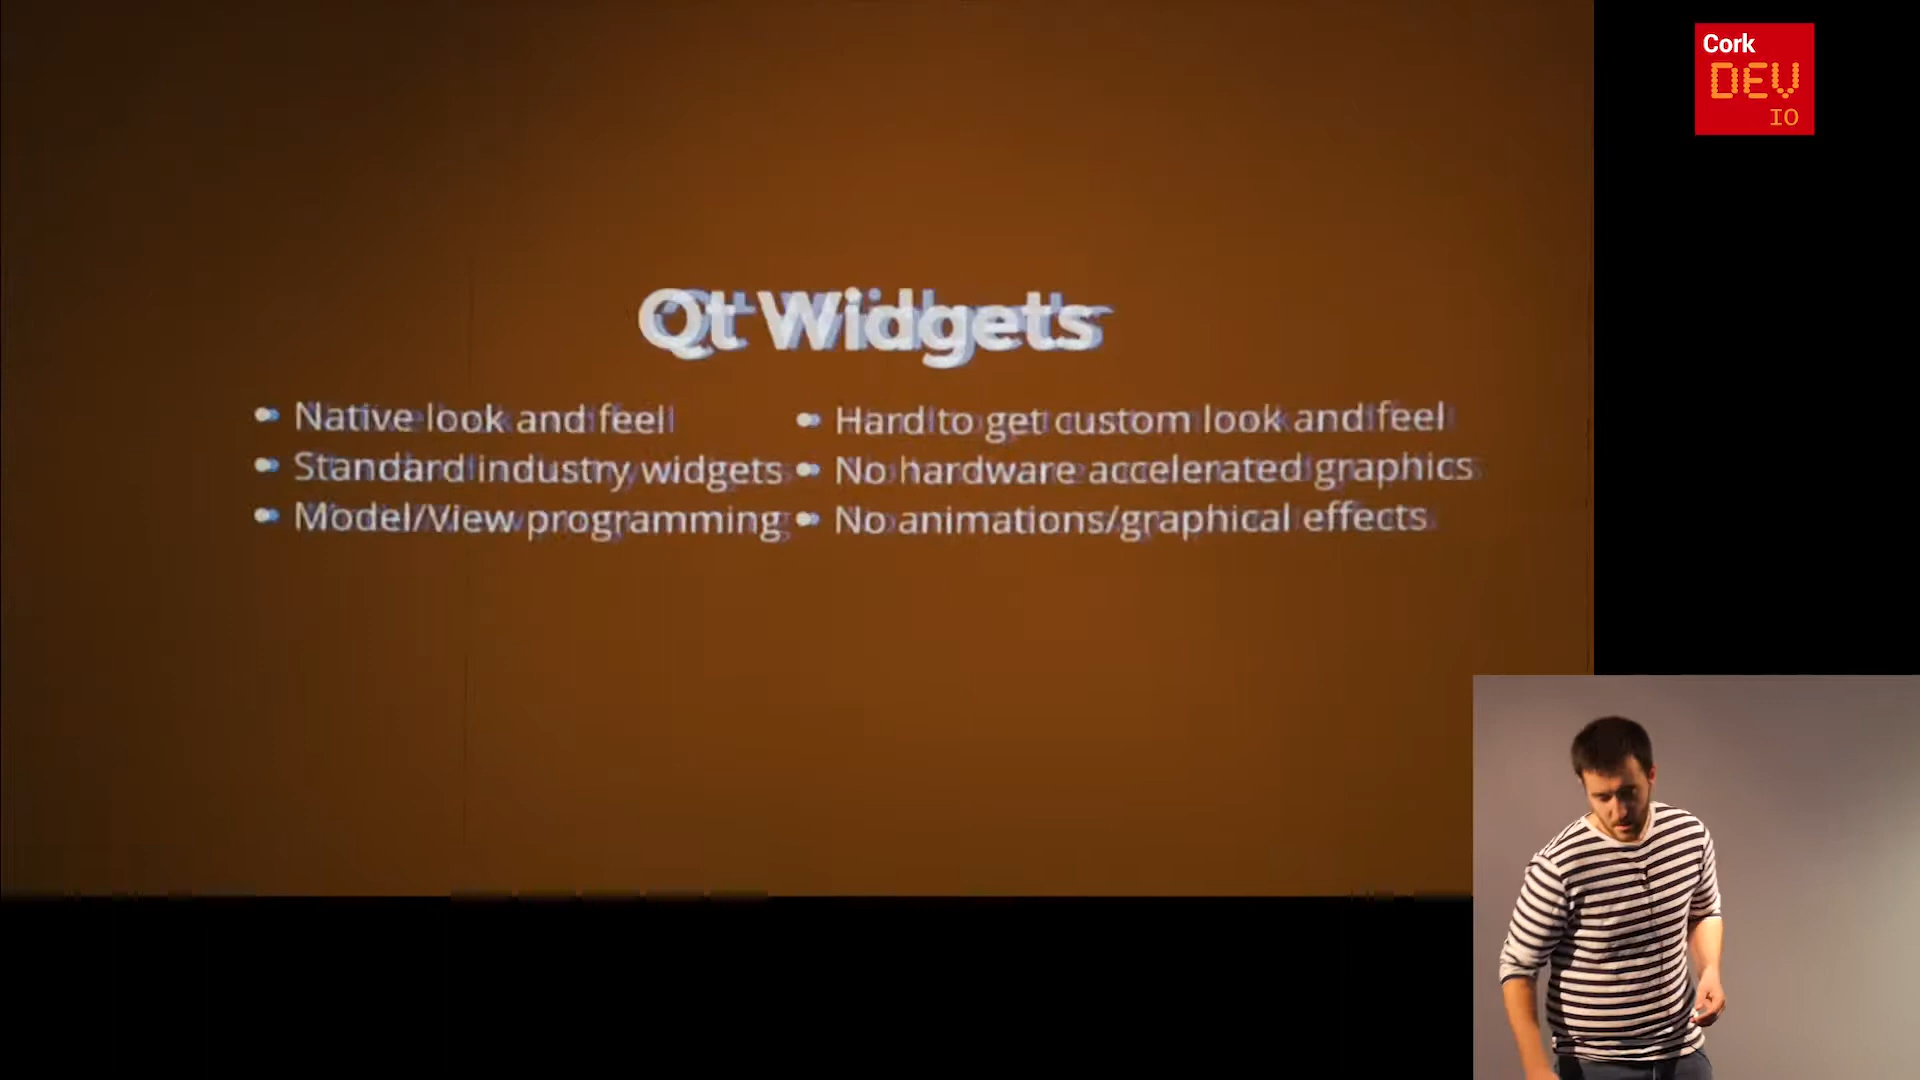 Cork
DEV
IO
Qt Widgets
Native look and feel
Standard industry widgets
Model/View programming
Hard to get custom look and feel
No hardware accelerated graphics
No animations/graphical effects